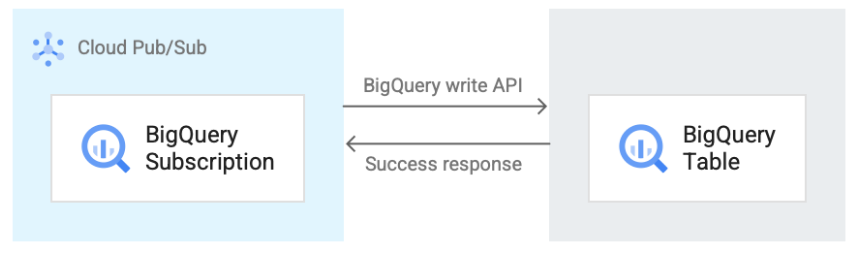 Cloud Pub/Sub
BigQuery
Subscription
BigQuery write API
Success response
BigQuery
Table